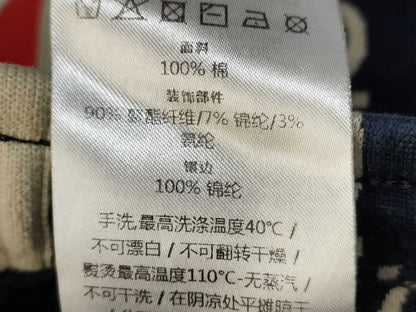 面料
100% 棉
装饰部件
90% 聚酯纤维/7% 锦纶/3%
氨纶
镶边
100% 锦纶
手洗,最高洗涤温度40℃ /
不可漂白 / 不可翻转干燥 /
熨烫最高温度110℃-无蒸汽 /
不可干洗 / 在阴凉处平摊晾干